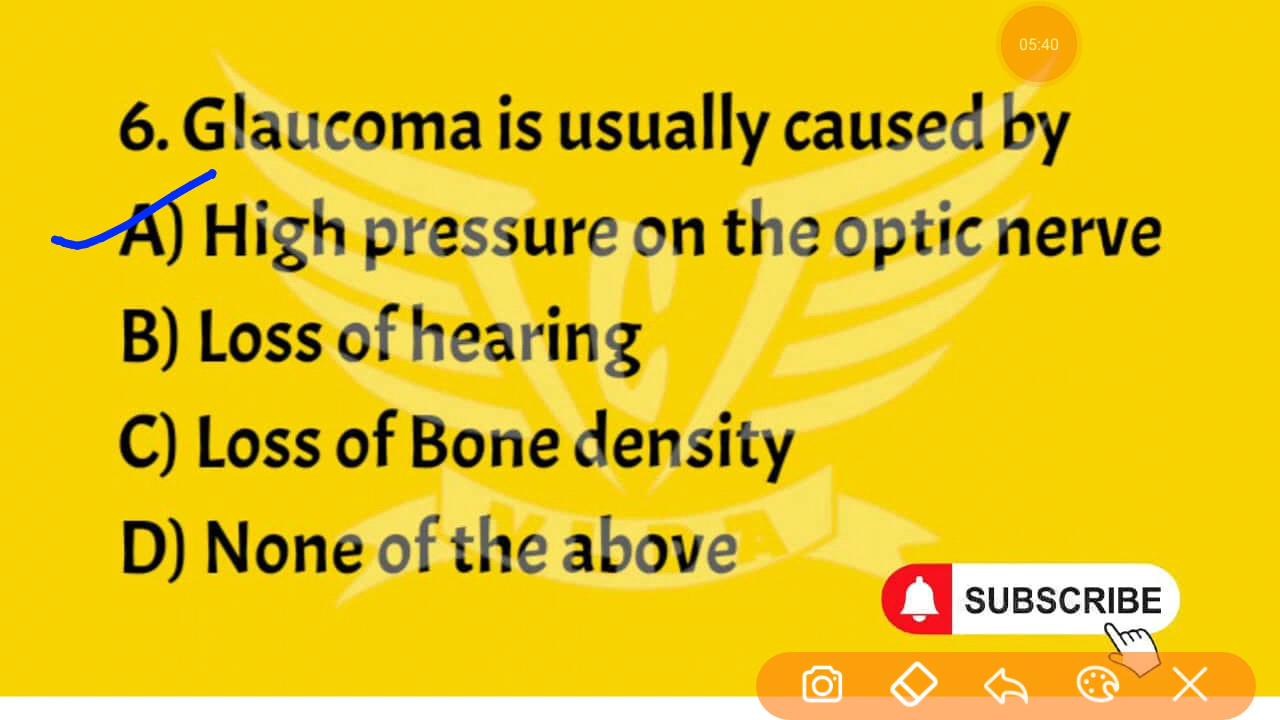 05:40
6. Glaucoma is usually caused by
A) High pressure on the optic nerve
B) Loss of hearing
C) Loss of Bone density
D) None of the above
SUBSCRIBE